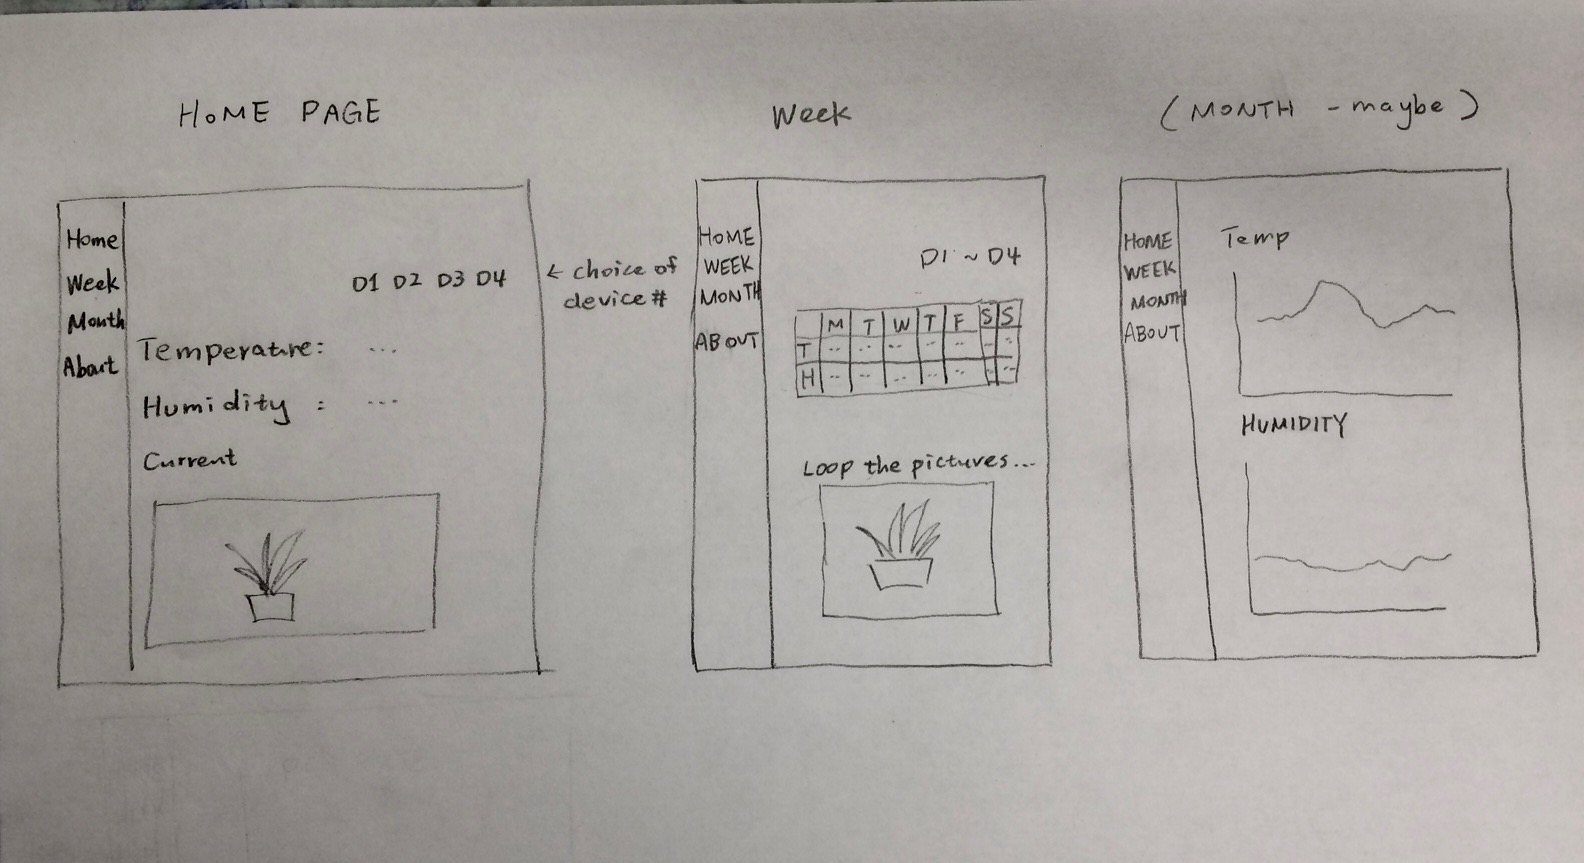 HOME PAGE
Home
Week
Month
About
D1 D2 D3 D4
← choice of
device #
Temperature: ...
Humidity : ...
Current
Week
HOME
WEEK
MONTH
ABOUT
D1 ~ D4
M T W T F S S
T -- -- -- -- -- -- --
H -- -- -- -- -- -- --
Loop the pictures...
(MONTH - maybe)
HOME
WEEK
MONTH
ABOUT
Temp
HUMIDITY